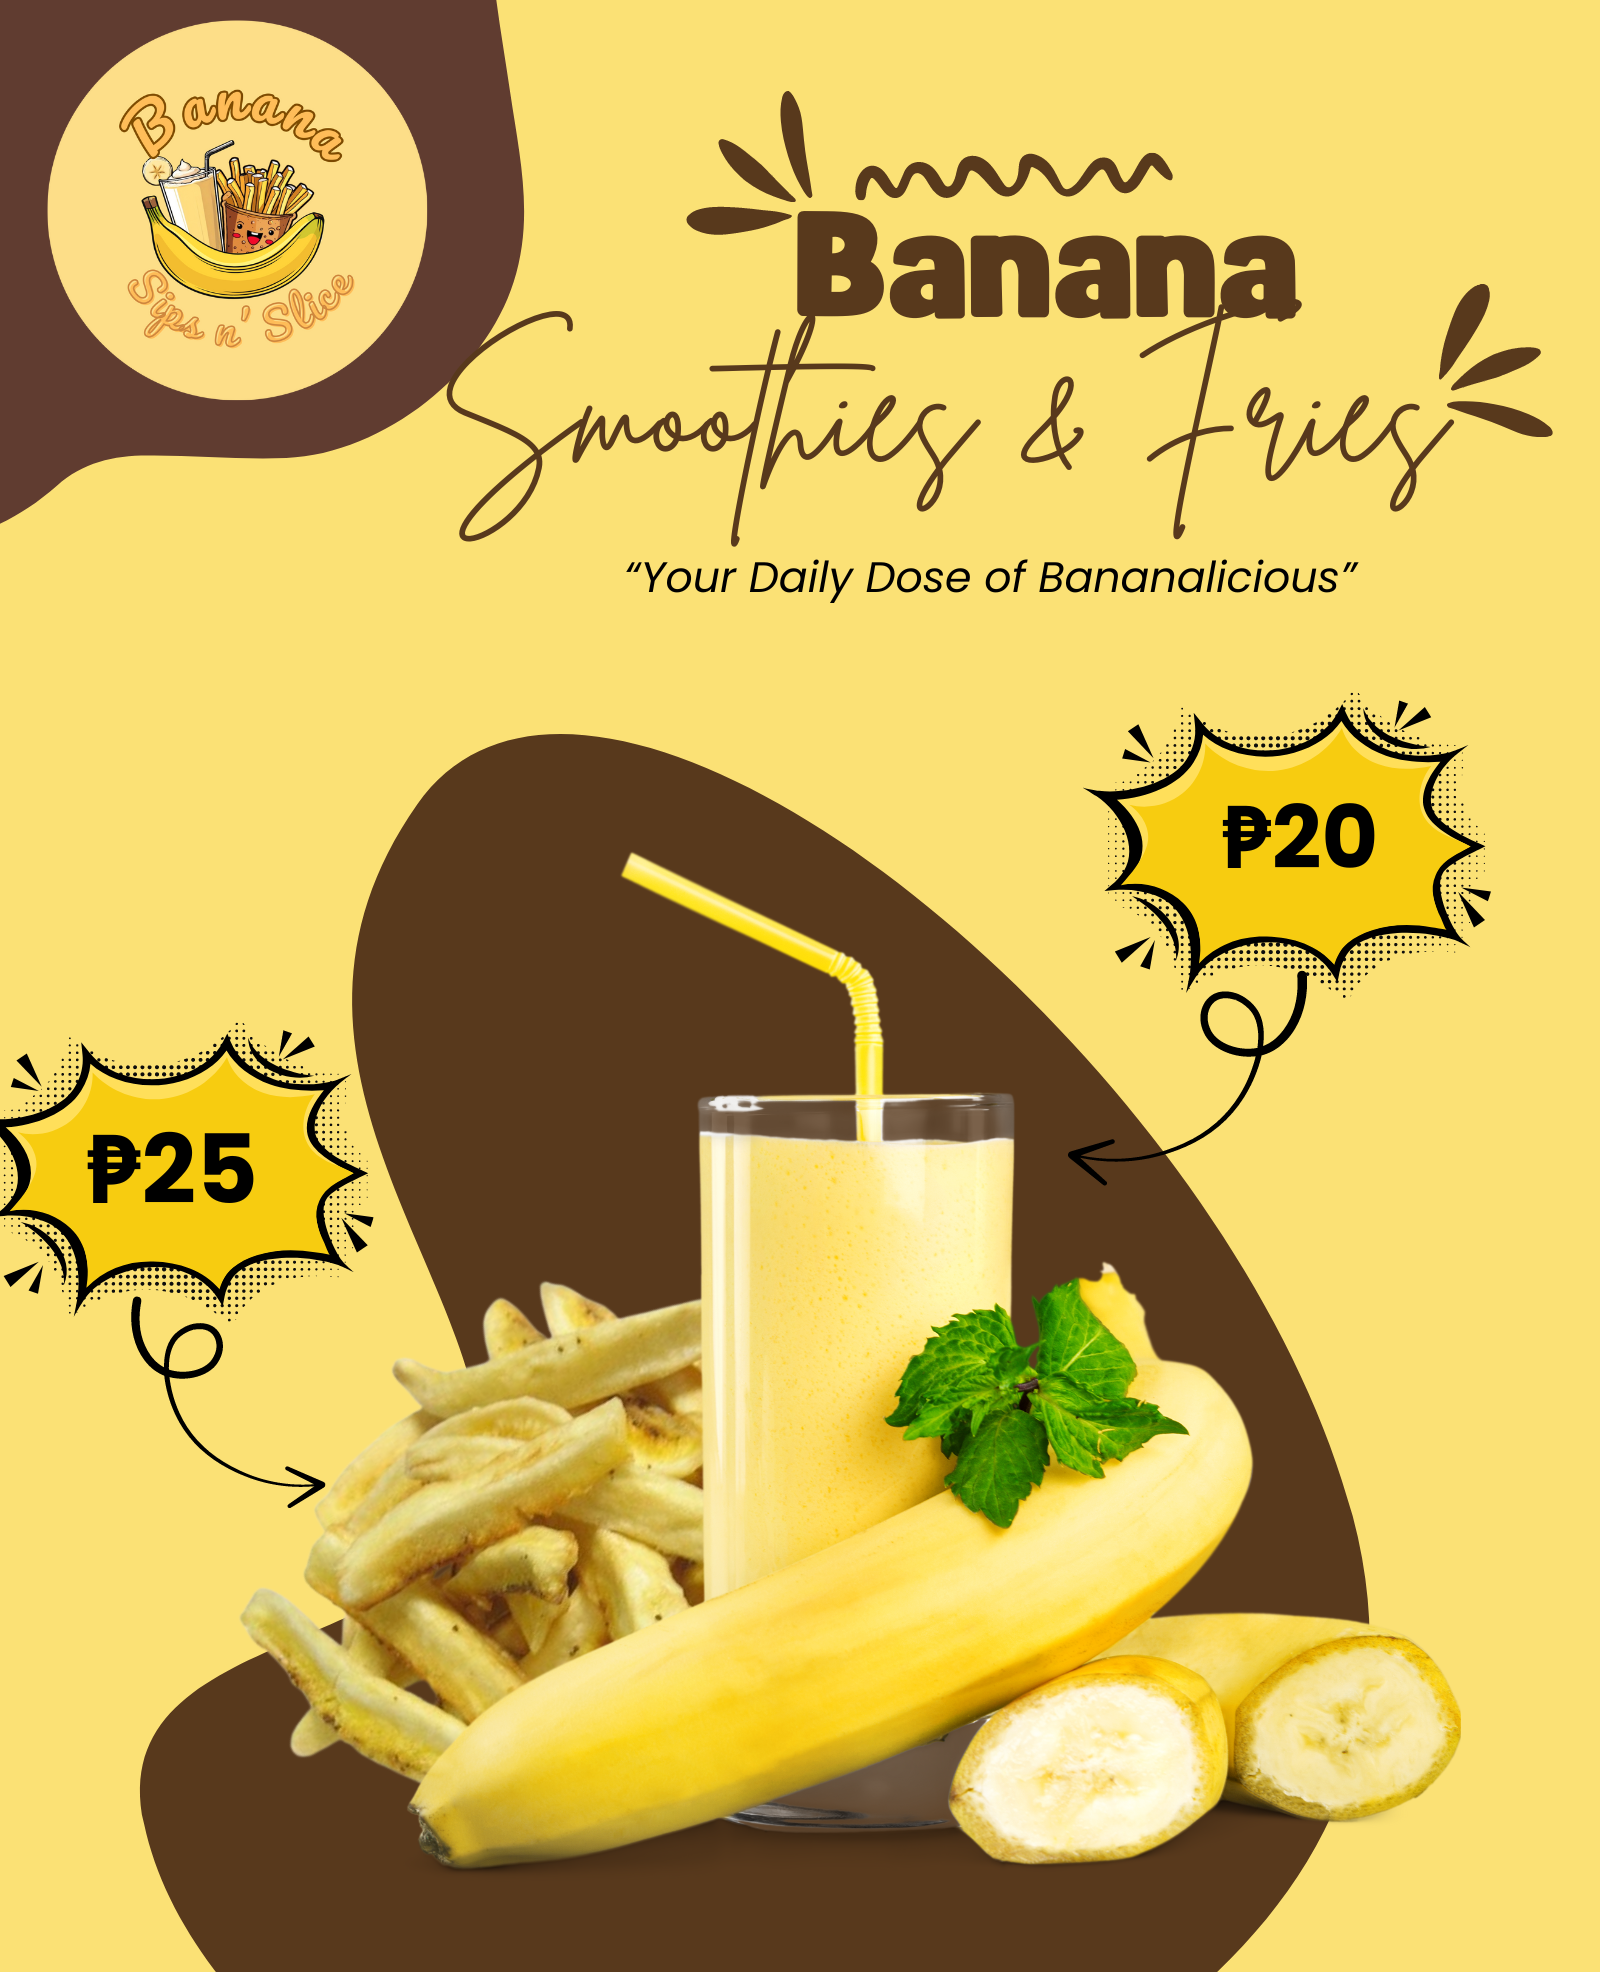 Banana
Sips n' Slice
Banana
Smoothies & Fries
“Your Daily Dose of Bananalicious”
₱20
₱25